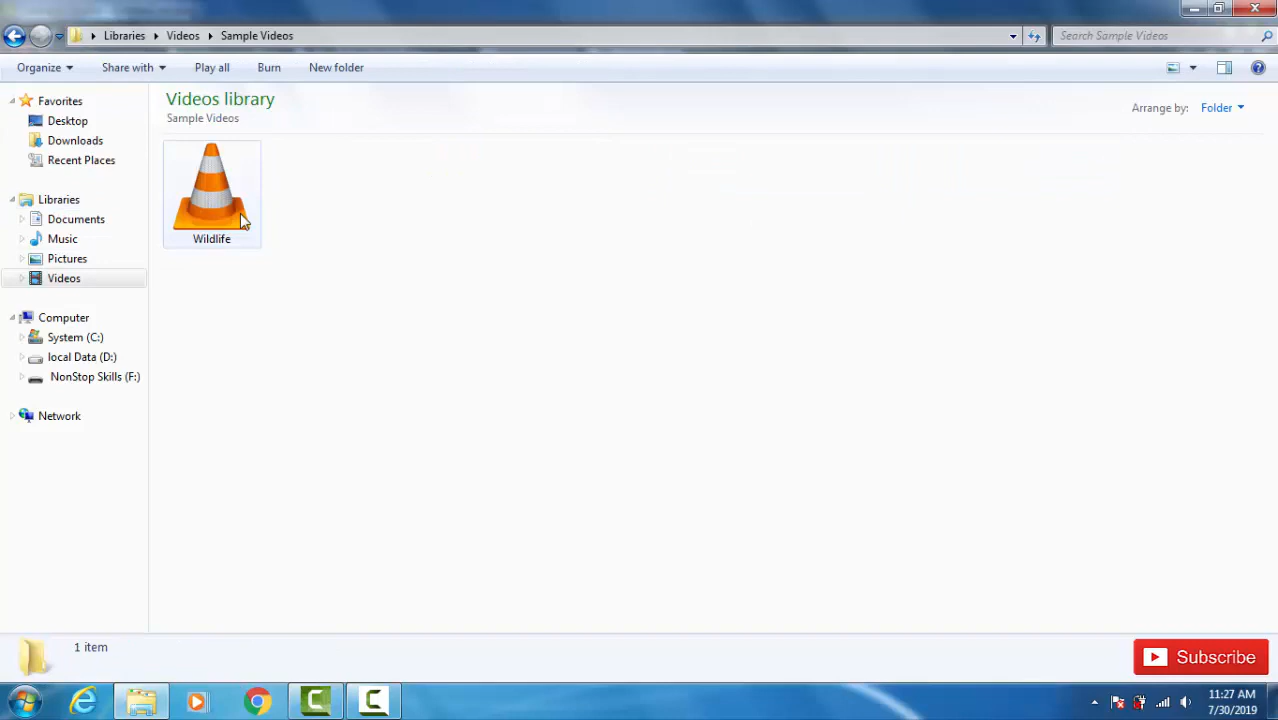 Libraries Videos Sample Videos
Search Sample Videos
Organize Share with Play all Burn New folder
Favorites
Desktop
Downloads
Recent Places
Libraries
Documents
Music
Pictures
Videos
Computer
System (C:)
local Data (D:)
NonStop Skills (F:)
Network
Videos library
Sample Videos
Arrange by: Folder
Wildlife
1 item
Subscribe
11:27 AM
7/30/2019